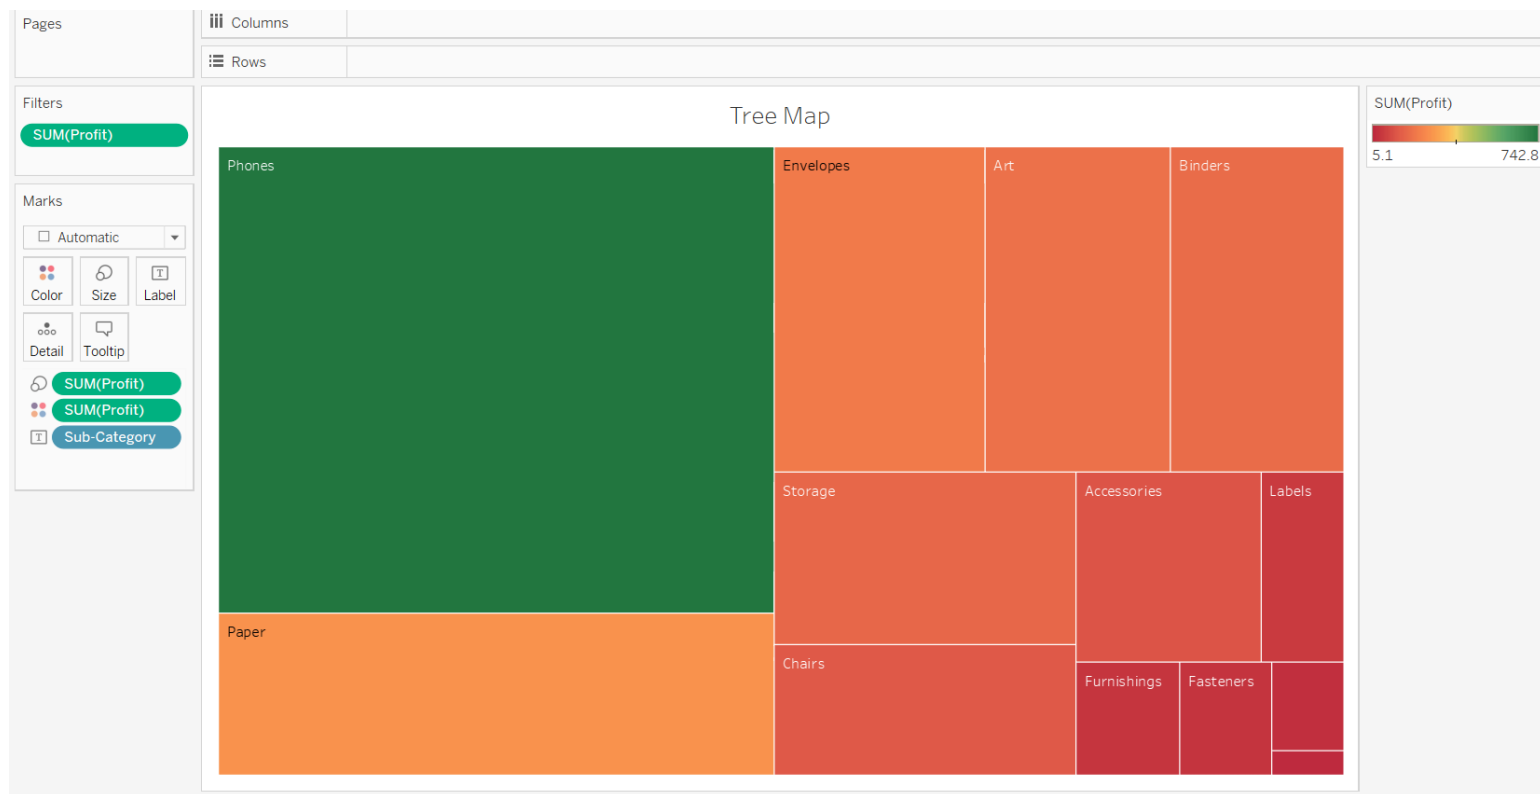 Pages
Columns
Rows
Filters
SUM(Profit)
Marks
Automatic
Color
Size
T
Label
Detail
Tooltip
SUM(Profit)
SUM(Profit)
T
Sub-Category
Tree Map
Phones
Envelopes
Art
Binders
Paper
Storage
Accessories
Labels
Chairs
Furnishings
Fasteners
SUM(Profit)
5.1
742.8